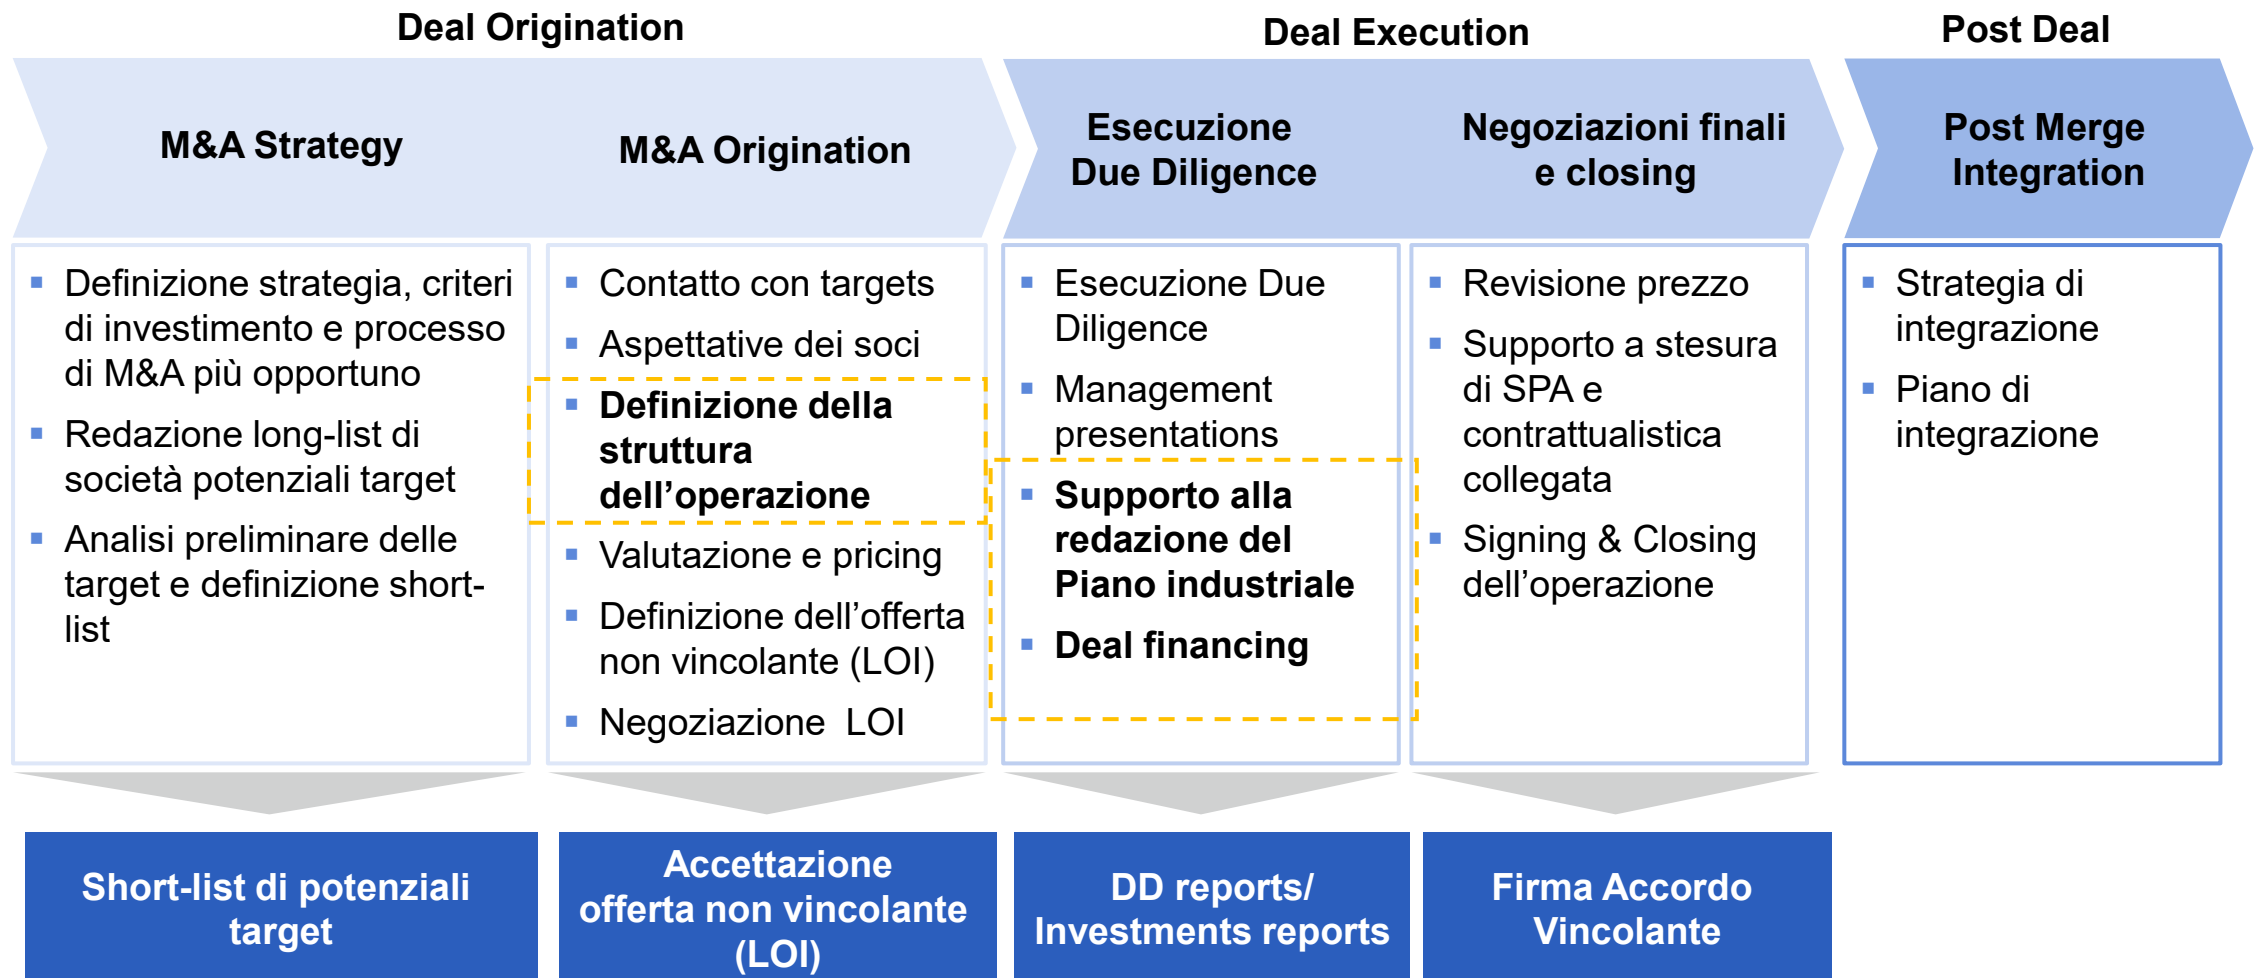 Deal Origination
Deal Execution
Post Deal
M&A Strategy
M&A Origination
Esecuzione
Due Diligence
Negoziazioni finali
e closing
Post Merge
Integration
Definizione strategia, criteri
di investimento e processo
di M&A più opportuno
Redazione long-list di
società potenziali target
Analisi preliminare delle
target e definizione short-
list
Contatto con targets
Aspettative dei soci
Definizione della
struttura
dell’operazione
Valutazione e pricing
Definizione dell’offerta
non vincolante (LOI)
Negoziazione  LOI
Esecuzione Due
Diligence
Management
presentations
Supporto alla
redazione del
Piano industriale
Deal financing
Revisione prezzo
Supporto a stesura
di SPA e
contrattualistica
collegata
Signing & Closing
dell’operazione
Strategia di
integrazione
Piano di
integrazione
Short-list di potenziali
target
Accettazione
offerta non vincolante
(LOI)
DD reports/
Investments reports
Firma Accordo
Vincolante